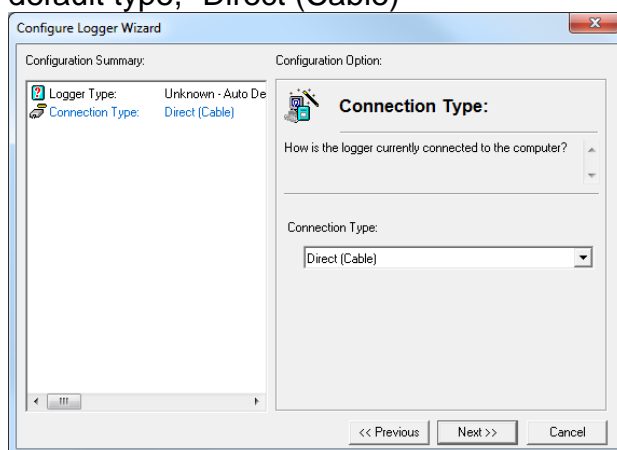 default type, "Direct (Cable)"
Configure Logger Wizard
Configuration Summary:
Configuration Option:
Logger Type: Unknown - Auto De
Connection Type: Direct (Cable)
Connection Type:
How is the logger currently connected to the computer?
Connection Type:
Direct (Cable)
<< Previous
Next >>
Cancel